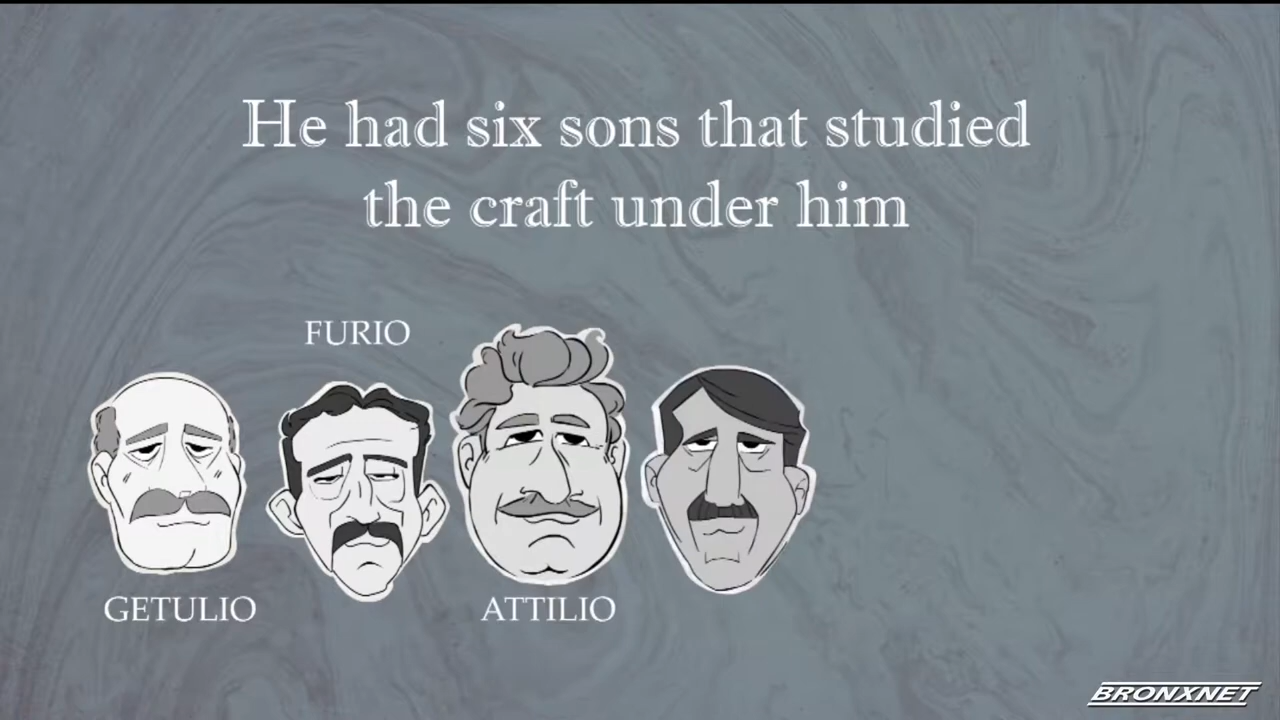 He had six sons that studied
the craft under him
FURIO
GETULIO
ATTILIO
BRONXNET